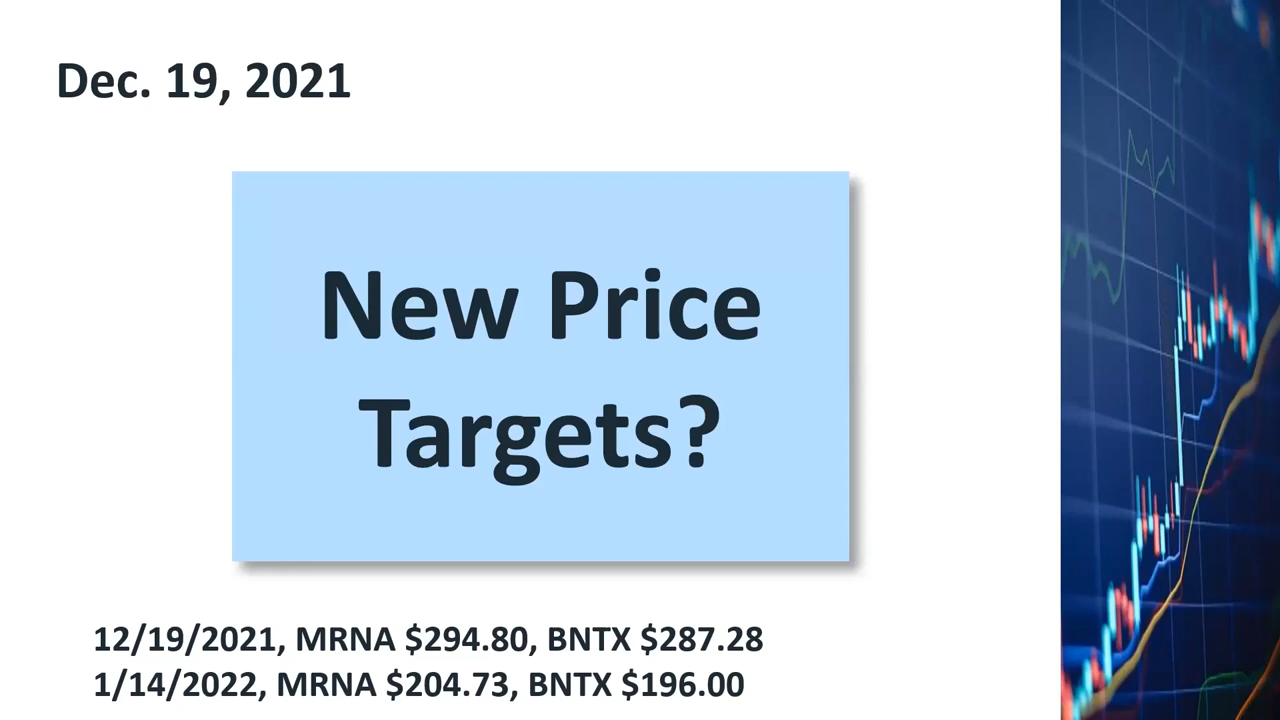 Dec. 19, 2021
New Price
Targets?
12/19/2021, MRNA $294.80, BNTX $287.28
1/14/2022, MRNA $204.73, BNTX $196.00